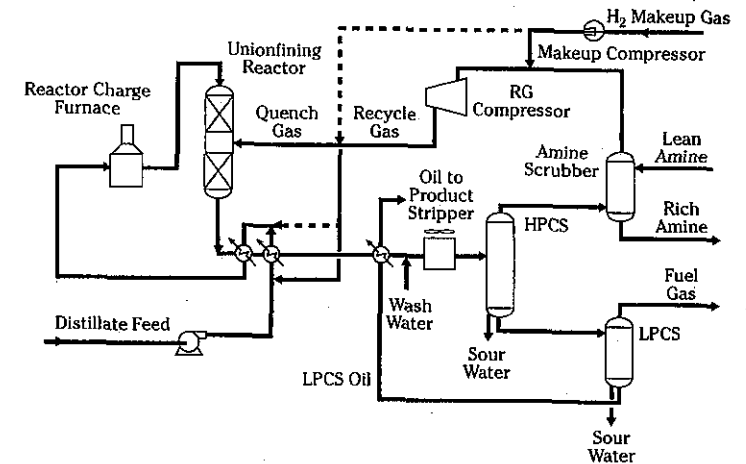 H₂ Makeup Gas
Makeup Compressor
Unionfining
Reactor
Reactor Charge
Furnace
Quench
Gas
Recycle
Gas
RG
Compressor
Amine
Scrubber
Lean
Amine
Rich
Amine
Oil to
Product
Stripper
HPCS
Fuel
Gas
Wash
Water
Distillate Feed
LPCS
Sour
Water
LPCS Oil
Sour
Water